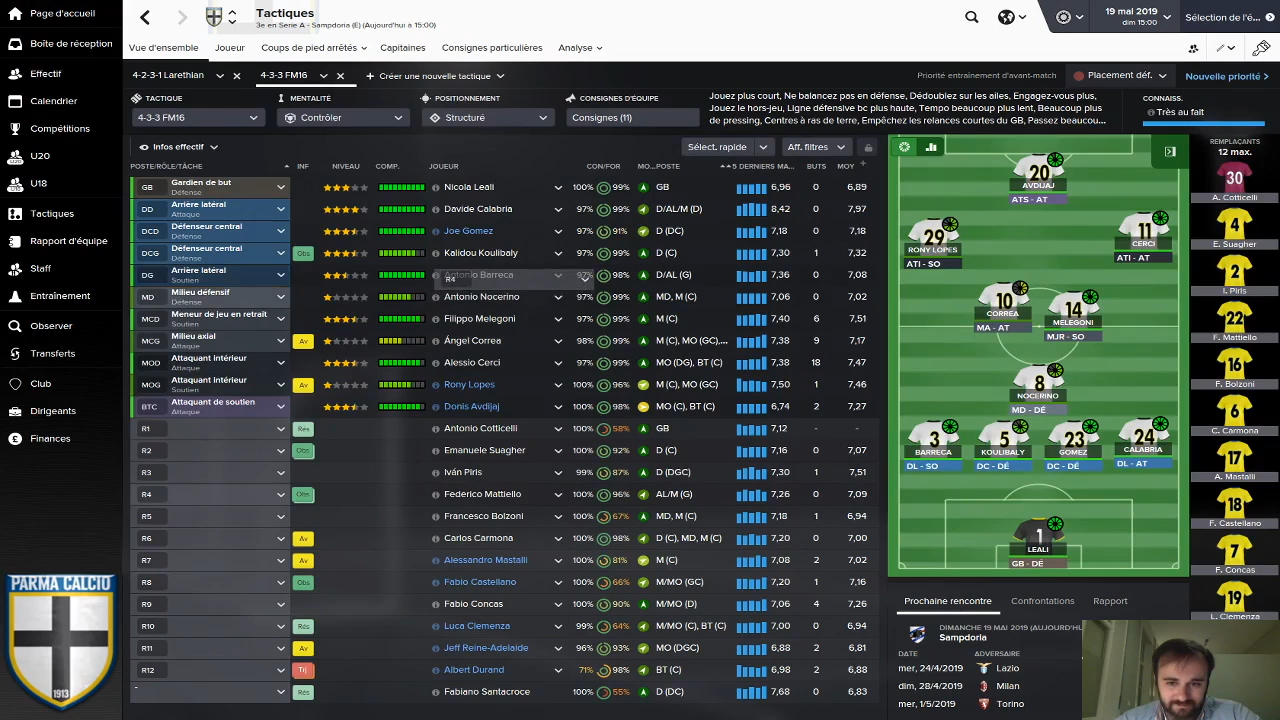 Page d'accueil
Boîte de réception
Effectif
Calendrier
Compétitions
U20
U18
Tactiques
Rapport d'équipe
Staff
Entrainement
Observer
Transferts
Club
Dirigeants
Finances
PARMA CALCIO
1913
Tactiques
3e en Serie A - Sampdoria (E) (Aujourd'hui à 15:00)
19 mai 2019
dim 15:00
Sélection de l'é...
Vue d'ensemble Joueur Coups de pied arrêtés Capitaines Consignes particulières Analyse
4-2-3-1 Larethian 4-3-3 FM16 Créer une nouvelle tactique
Priorité entrainement d'avant-match Placement déf. Nouvelle priorité >
TACTIQUE MENTALITÉ POSITIONNEMENT CONSIGNES D'ÉQUIPE
4-3-3 FM16 Contrôler Structuré Consignes (11)
Jouez plus court, Ne balancez pas en défense, Dédoublez sur les ailes, Engagez-vous plus,
Jouez le hors-jeu, Ligne défensive bc plus haute, Tempo beaucoup plus lent, Beaucoup plus
de pressing, Centres à ras de terre, Empêchez les relances courtes du GB, Passez beaucou...
CONNAISS.
Très au fait
Infos effectif Sélect. rapide Aff. filtres
POSTE/RÔLE/TÂCHE INF NIVEAU COMP. JOUEUR CON/FOR MO... POSTE 5 DERNIERS MA... BUTS MOY
GB Gardien de but Défense Nicola Leali 100% 99% GB 6,96 0 6,89
DD Arrière latéral Attaque Davide Calabria 97% 99% D/AL/M (D) 8,42 0 7,97
DCD Défenseur central Défense Joe Gomez 97% 91% D (DC) 7,18 0 7,18
DCG Défenseur central Défense Obs Kalidou Koulibaly 97% 99% D (C) 7,30 1 7,32
DG Arrière latéral Soutien Antonio Barreca 97% 98% D/AL (G) 7,36 0 7,08
R4
MD Milieu défensif Défense Antonio Nocerino 97% 99% MD, M (C) 7,06 0 7,02
MCD Meneur de jeu en retrait Soutien Filippo Melegoni 97% 99% M (C) 7,40 6 7,51
MCG Milieu axial Attaque Av Ángel Correa 98% 99% M (C), MO (GC),... 7,38 9 7,17
MOD Attaquant intérieur Attaque Alessio Cerci 97% 99% MO (DG), BT (C) 7,38 18 7,47
MOG Attaquant intérieur Soutien Av Rony Lopes 100% 96% M (C), MO (GC) 7,50 1 7,46
BTC Attaquant de soutien Attaque Donis Avdijaj 100% 98% MO (C), BT (C) 6,74 2 7,27
R1 Rés Antonio Cotticelli 100% 58% GB 7,12 - -
R2 Obs Emanuele Suagher 100% 92% D (C) 7,16 0 7,07
R3 Iván Piris 99% 87% D (DGC) 7,30 1 7,51
R4 Obs Federico Mattiello 100% 96% AL/M (G) 7,26 0 7,09
R5 Francesco Bolzoni 100% 67% MD, M (C) 7,18 1 6,94
R6 Av Carlos Carmona 100% 96% D (C), MD, M (C) 7,20 0 7,00
R7 Av Alessandro Mastalli 100% 81% M (C) 7,08 2 7,02
R8 Obs Fabio Castellano 100% 66% M/MO (GC) 7,20 1 7,16
R9 Fabio Concas 100% 90% M/MO (D) 7,06 4 7,26
R10 Rés Luca Clemenza 99% 64% M/MO (C), BT (C) 7,00 0 6,94
R11 Av Jeff Reine-Adelaide 96% 93% MO (DGC) 6,88 2 6,81
R12 Trj Albert Durand 71% 98% BT (C) 6,98 2 6,88
- Rés Fabiano Santacroce 100% 55% D (DC) 7,68 0 6,83
20
AVDIJAJ
ATS - AT
29
RONY LOPES
ATI - SO
11
CERCI
ATI - AT
10
CORREA
MA - AT
14
MELEGONI
MJR - SO
8
NOCERINO
MD - DÉ
3
BARRECA
DL - SO
5
KOULIBALY
DC - DÉ
23
GOMEZ
DC - DÉ
24
CALABRIA
DL - AT
1
LEALI
GB - DÉ
REMPLAÇANTS
12 max.
30
A. Cotticelli
4
E. Suagher
2
I. Piris
22
F. Mattiello
16
F. Bolzoni
6
C. Carmona
17
A. Mastalli
18
F. Castellano
7
F. Concas
19
L. Clemenza
Prochaine rencontre Confrontations Rapport
DIMANCHE 19 MAI 2019 (AUJOURD'HU
Sampdoria
DATE ADVERSAIRE
mer, 24/4/2019 Lazio
dim, 28/4/2019 Milan
mer, 1/5/2019 Torino